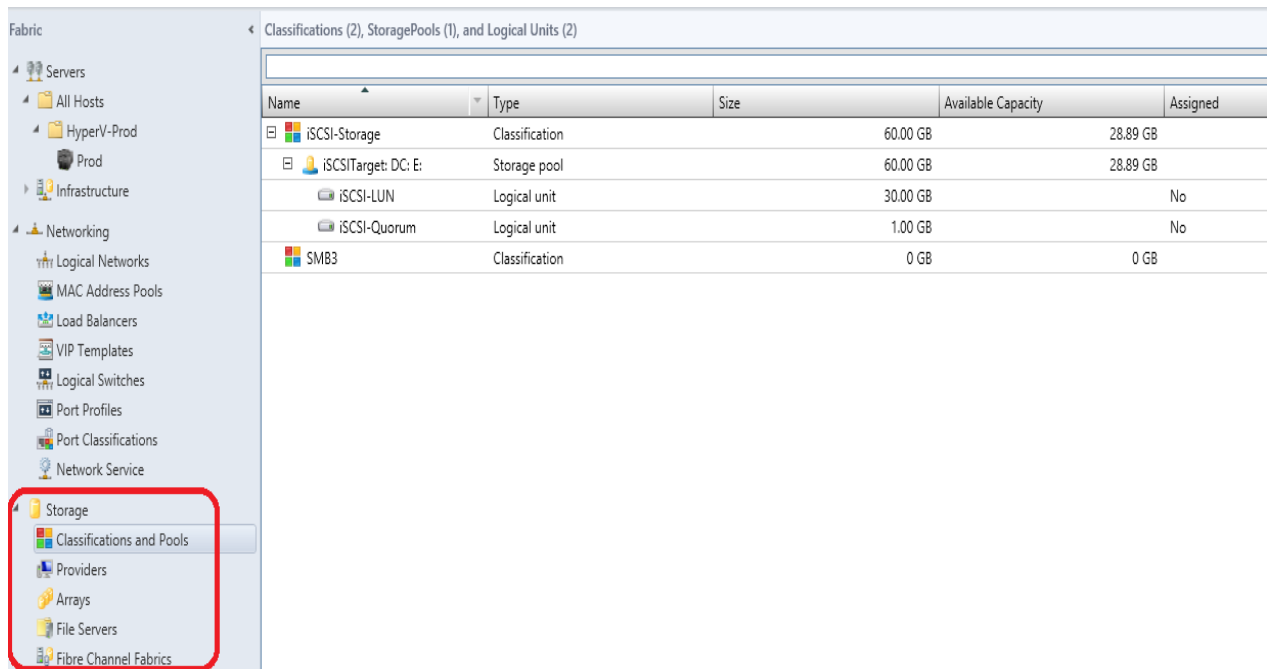 Fabric
Classifications (2), StoragePools (1), and Logical Units (2)
Servers
All Hosts
HyperV-Prod
Prod
Infrastructure
Networking
Logical Networks
MAC Address Pools
Load Balancers
VIP Templates
Logical Switches
Port Profiles
Port Classifications
Network Service
Storage
Classifications and Pools
Providers
Arrays
File Servers
Fibre Channel Fabrics
Name Type Size Available Capacity Assigned
iSCSI-Storage Classification 60.00 GB 28.89 GB
iSCSITarget: DC: E: Storage pool 60.00 GB 28.89 GB
iSCSI-LUN Logical unit 30.00 GB No
iSCSI-Quorum Logical unit 1.00 GB No
SMB3 Classification 0 GB 0 GB